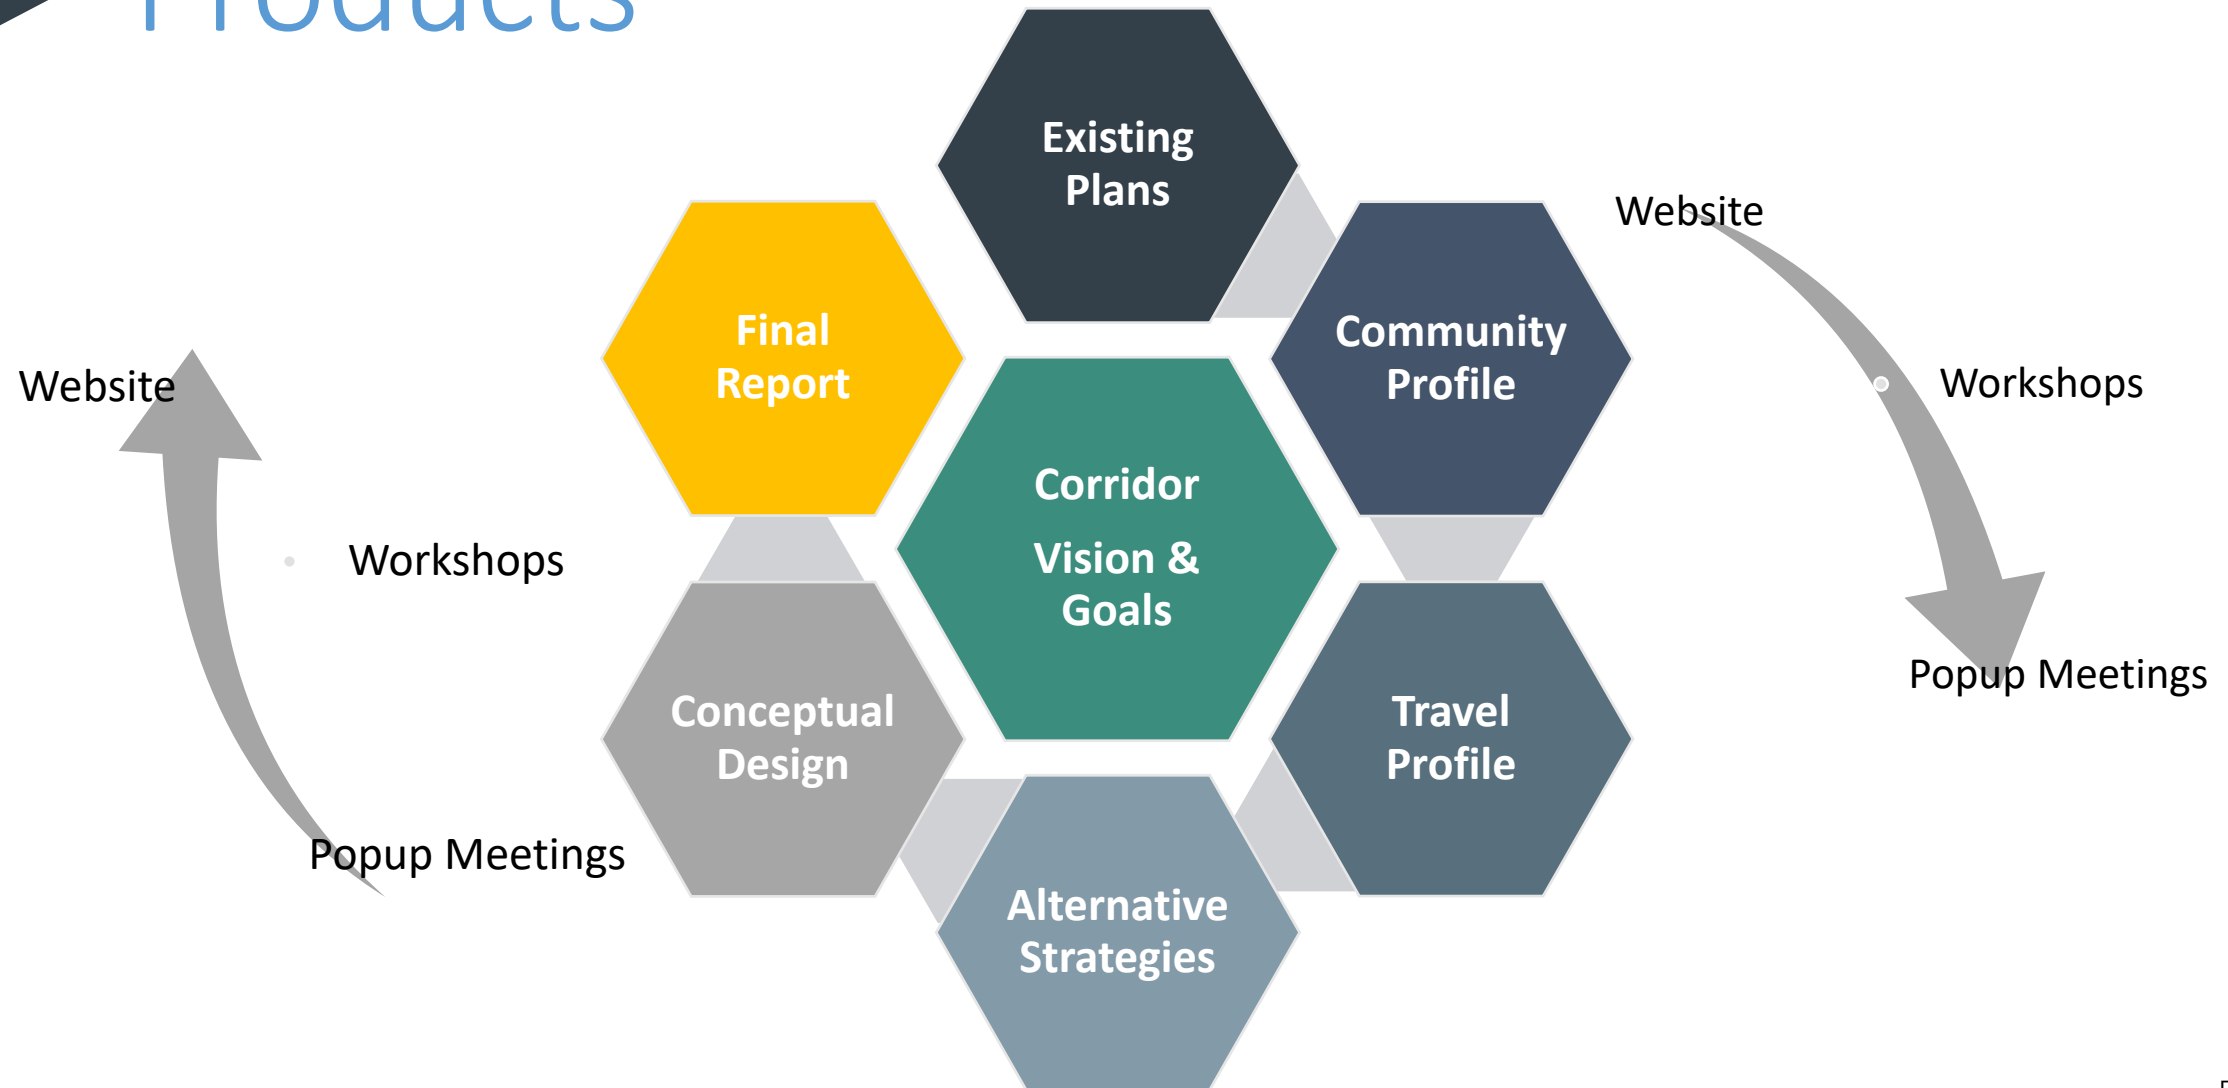 Products
Existing
Plans
Community
Profile
Travel
Profile
Alternative
Strategies
Conceptual
Design
Final
Report
Corridor
Vision &
Goals
Website
Workshops
Popup Meetings
Website
Workshops
Popup Meetings